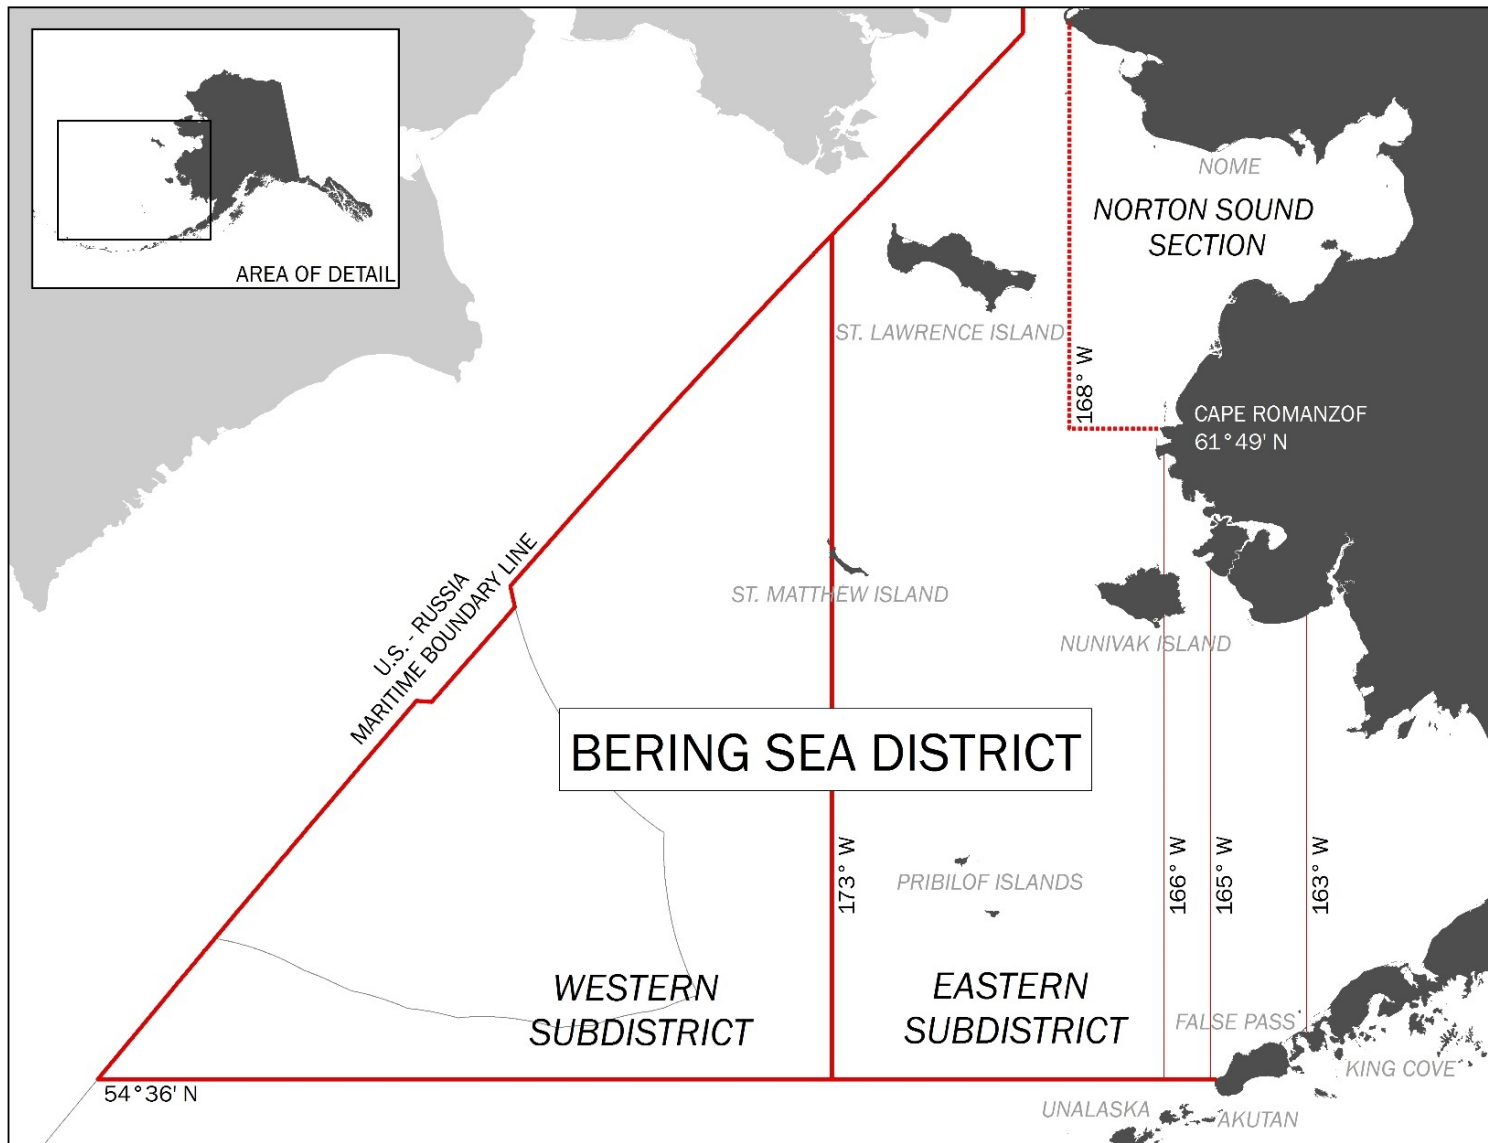 AREA OF DETAIL
NOME
NORTON SOUND
SECTION
ST. LAWRENCE ISLAND
168° W
CAPE ROMANZOF
61°49' N
U.S. - RUSSIA
MARITIME BOUNDARY LINE
ST. MATTHEW ISLAND
NUNIVAK ISLAND
BERING SEA DISTRICT
173° W
166° W
165° W
163° W
PRIBILOF ISLANDS
WESTERN
SUBDISTRICT
EASTERN
SUBDISTRICT
FALSE PASS
KING COVE
54°36' N
UNALASKA
AKUTAN